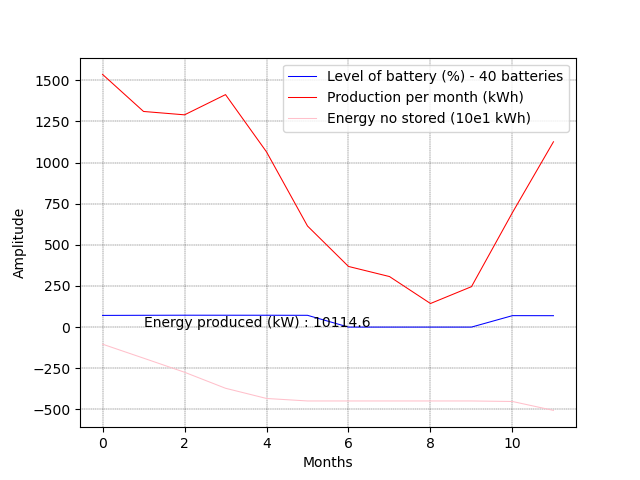 Level of battery (%) - 40 batteries
Production per month (kWh)
Energy no stored (10e1 kWh)
1500
1250
1000
750
500
250
0
−250
−500
Amplitude
Energy produced (kW) : 10114.6
0 2 4 6 8 10
Months